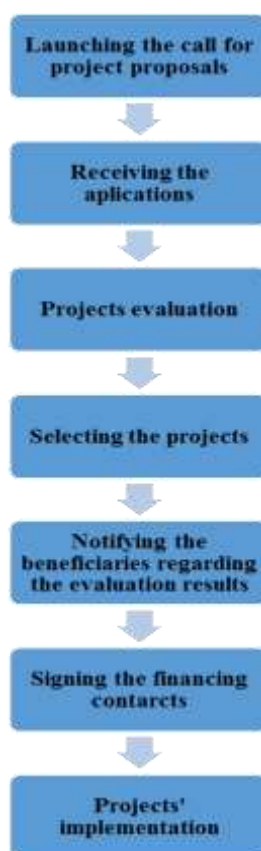 Launching the call for
project proposals
Receiving the
aplications
Projects evaluation
Selecting the projects
Notifying the
beneficiaries regarding
the evaluation results
Signing the financing
contarcts
Projects'
implementation